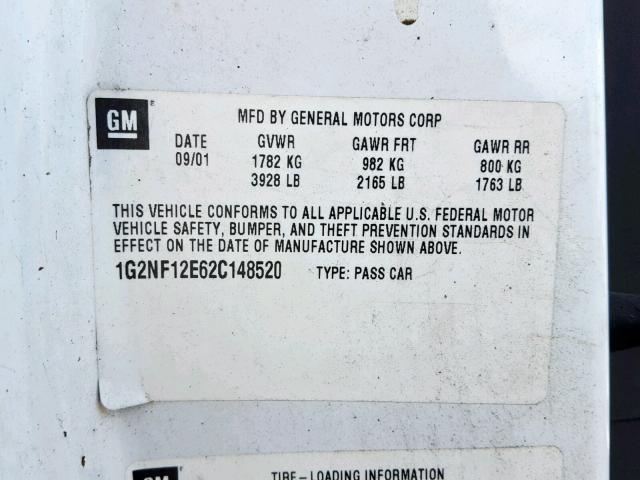 GM
MFD BY GENERAL MOTORS CORP
DATE GVWR GAWR FRT GAWR RR
09/01 1782 KG 982 KG 800 KG
3928 LB 2165 LB 1763 LB
THIS VEHICLE CONFORMS TO ALL APPLICABLE U.S. FEDERAL MOTOR
VEHICLE SAFETY, BUMPER, AND THEFT PREVENTION STANDARDS IN
EFFECT ON THE DATE OF MANUFACTURE SHOWN ABOVE.
1G2NF12E62C148520 TYPE: PASS CAR
GM
TIRE-LOADING INFORMATION